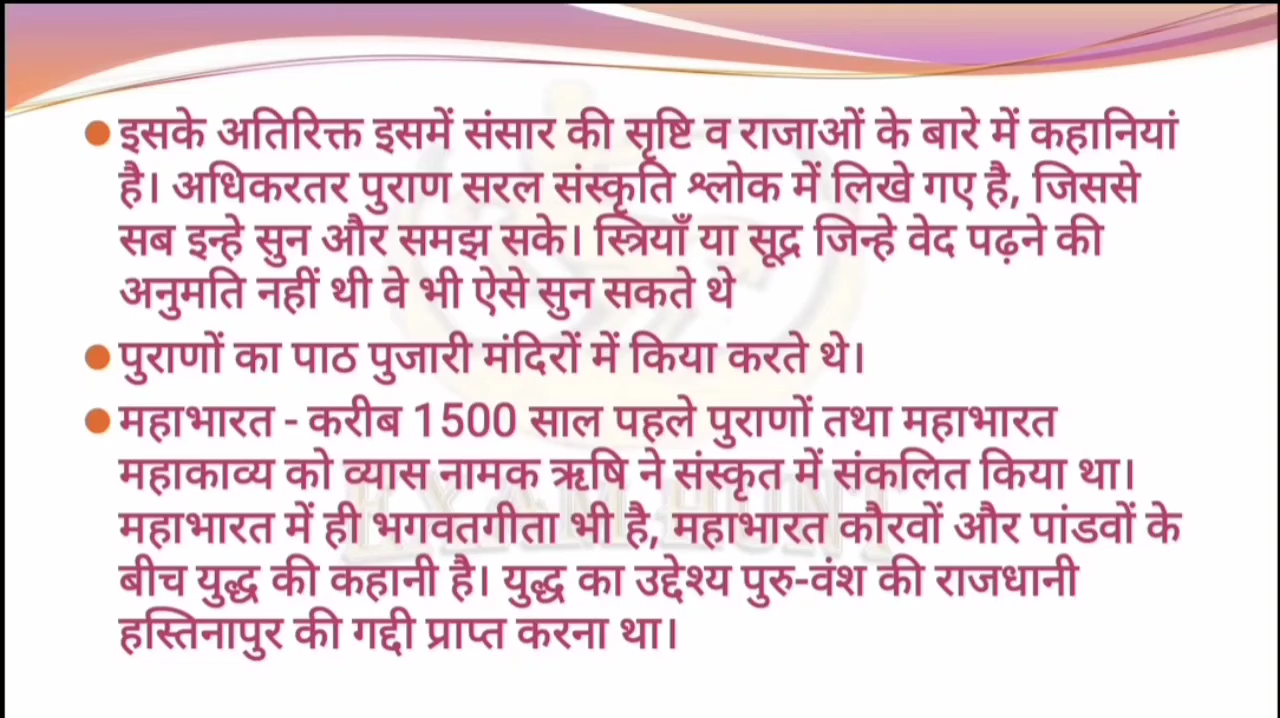 इसके अतिरिक्त इसमें संसार की सृष्टि व राजाओं के बारे में कहानियां
है। अधिकरतर पुराण सरल संस्कृति श्लोक में लिखे गए है, जिससे
सब इन्हे सुन और समझ सके। स्त्रियाँ या सूद्र जिन्हे वेद पढ़ने की
अनुमति नहीं थी वे भी ऐसे सुन सकते थे
पुराणों का पाठ पुजारी मंदिरों में किया करते थे।
महाभारत - करीब 1500 साल पहले पुराणों तथा महाभारत
महाकाव्य को व्यास नामक ऋषि ने संस्कृत में संकलित किया था।
महाभारत में ही भगवतगीता भी है, महाभारत कौरवों और पांडवों के
बीच युद्ध की कहानी है। युद्ध का उद्देश्य पुरु-वंश की राजधानी
हस्तिनापुर की गद्दी प्राप्त करना था।
EXAM HUNT